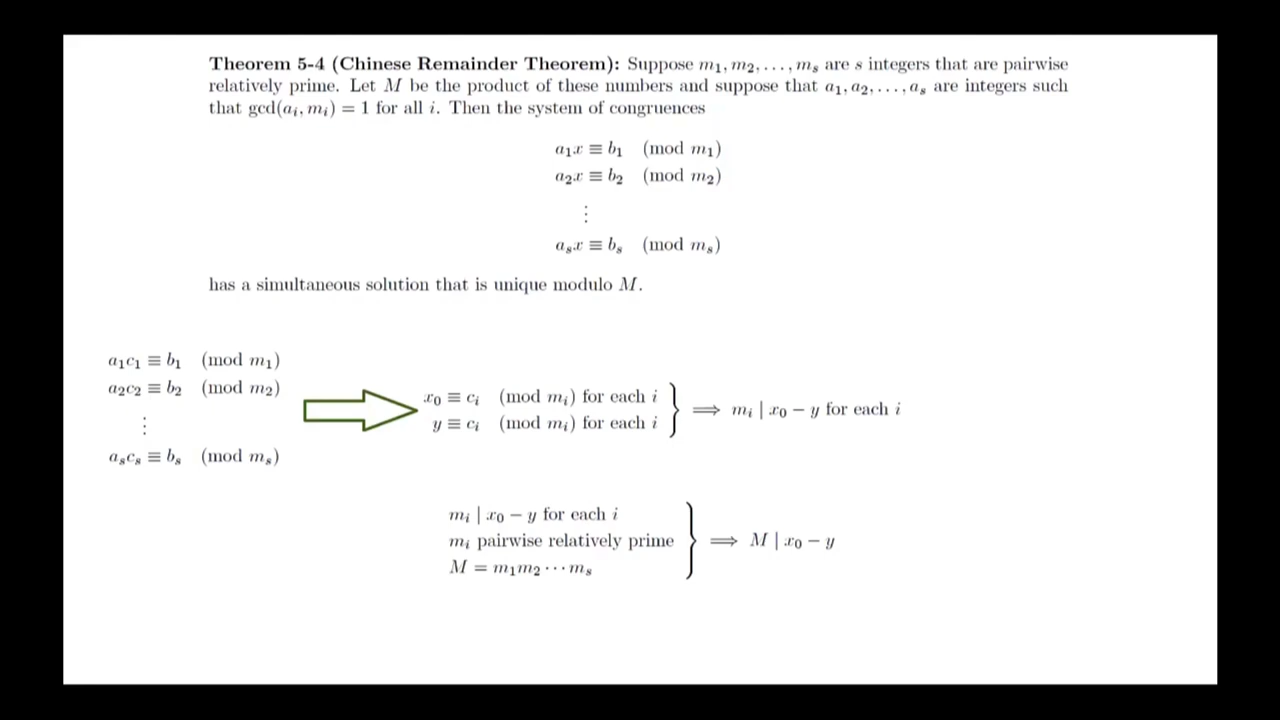 Theorem 5-4 (Chinese Remainder Theorem): Suppose m₁, m₂, . . . , mₛ are s integers that are pairwise
relatively prime. Let M be the product of these numbers and suppose that a₁, a₂, . . . , aₛ are integers such
that gcd(aᵢ, mᵢ) = 1 for all i. Then the system of congruences
a₁x ≡ b₁ (mod m₁)
a₂x ≡ b₂ (mod m₂)
⋮
aₛx ≡ bₛ (mod mₛ)
has a simultaneous solution that is unique modulo M.
a₁c₁ ≡ b₁ (mod m₁)
a₂c₂ ≡ b₂ (mod m₂)
⋮
aₛcₛ ≡ bₛ (mod mₛ)
x₀ ≡ cᵢ (mod mᵢ) for each i
y ≡ cᵢ (mod mᵢ) for each i
} ⟹ mᵢ | x₀ − y for each i
mᵢ | x₀ − y for each i
mᵢ pairwise relatively prime
M = m₁m₂ ··· mₛ
} ⟹ M | x₀ − y